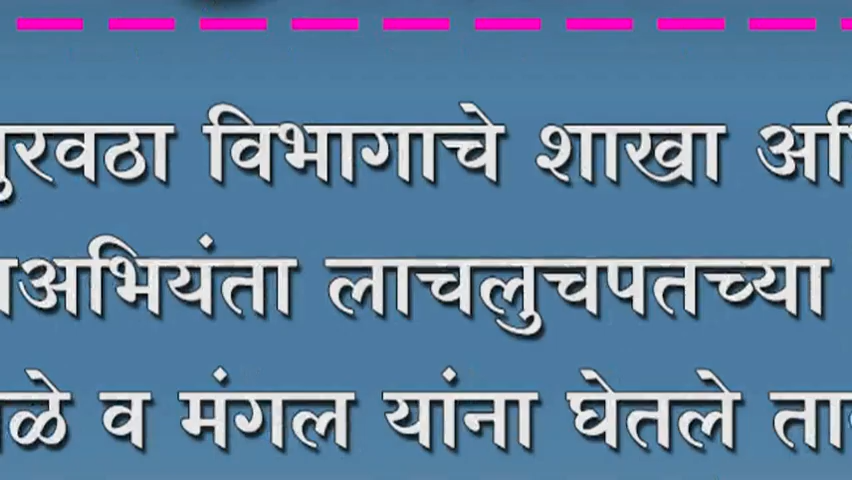 पुरवठा विभागाचे शाखा
अभियंता लाचलुचपतच्या
व मंगल यांना घेतले